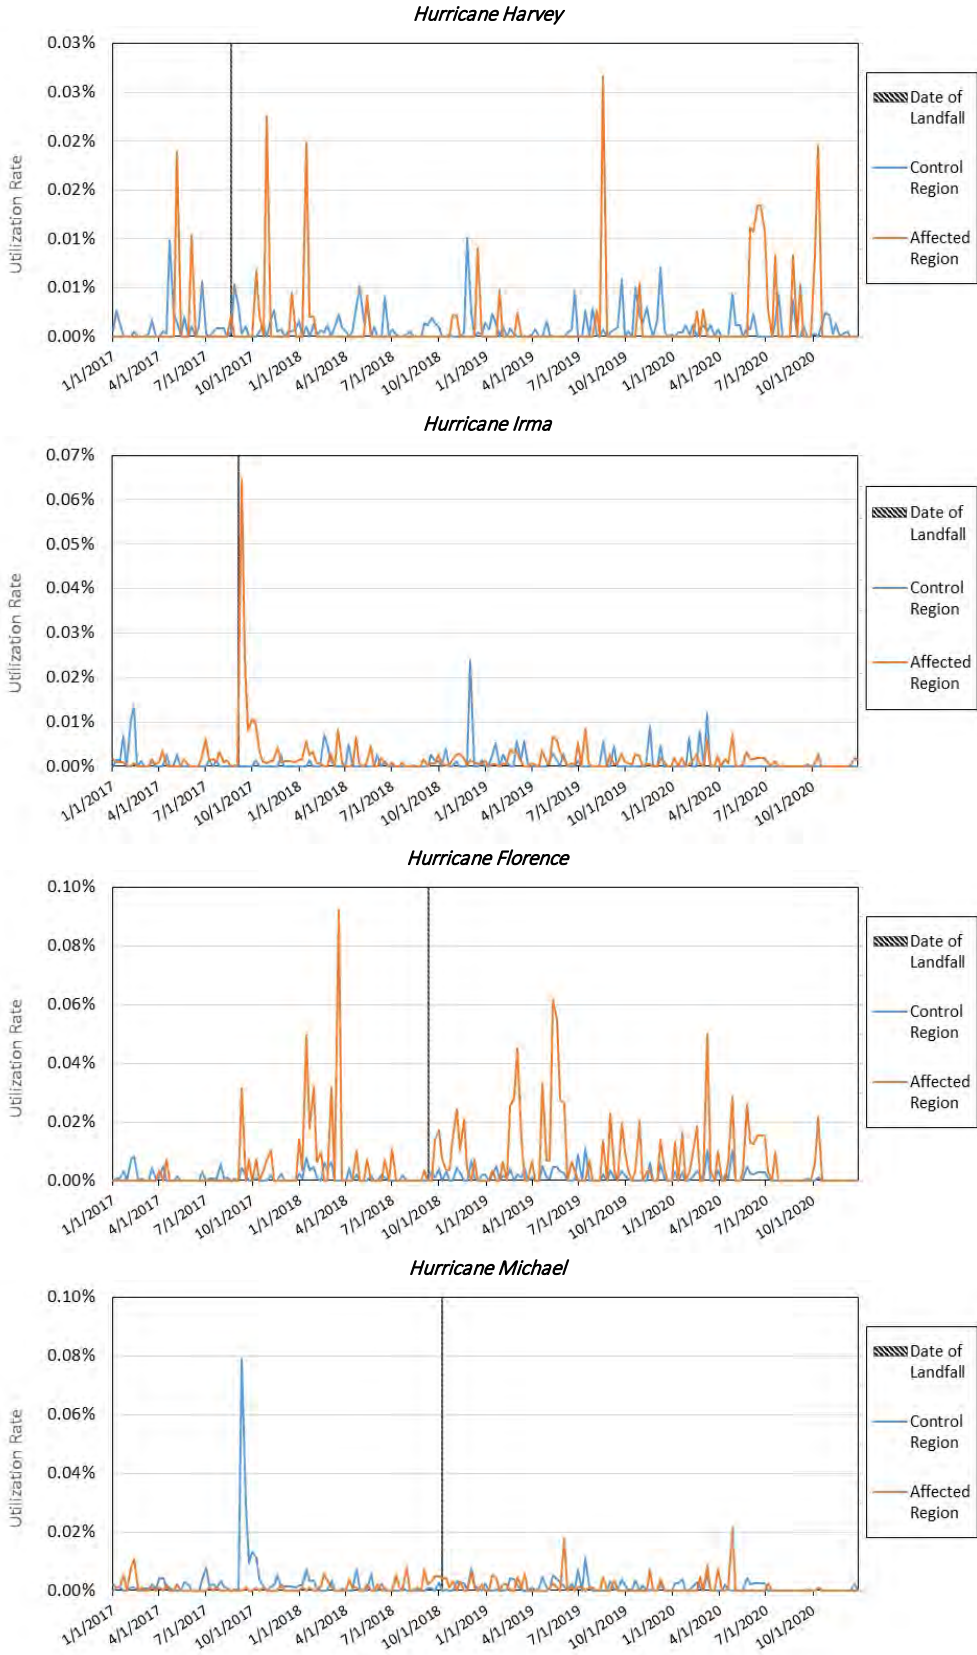 Hurricane Harvey
0.03%
0.03%
0.02%
0.02%
0.01%
0.01%
0.00%
Utilization Rate
1/1/2017
4/1/2017
7/1/2017
10/1/2017
1/1/2018
4/1/2018
7/1/2018
10/1/2018
1/1/2019
4/1/2019
7/1/2019
10/1/2019
1/1/2020
4/1/2020
7/1/2020
10/1/2020
Date of
Landfall
Control
Region
Affected
Region
Hurricane Irma
0.07%
0.06%
0.05%
0.04%
0.03%
0.02%
0.01%
0.00%
Utilization Rate
1/1/2017
4/1/2017
7/1/2017
10/1/2017
1/1/2018
4/1/2018
7/1/2018
10/1/2018
1/1/2019
4/1/2019
7/1/2019
10/1/2019
1/1/2020
4/1/2020
7/1/2020
10/1/2020
Date of
Landfall
Control
Region
Affected
Region
Hurricane Florence
0.10%
0.08%
0.06%
0.04%
0.02%
0.00%
Utilization Rate
1/1/2017
4/1/2017
7/1/2017
10/1/2017
1/1/2018
4/1/2018
7/1/2018
10/1/2018
1/1/2019
4/1/2019
7/1/2019
10/1/2019
1/1/2020
4/1/2020
7/1/2020
10/1/2020
Date of
Landfall
Control
Region
Affected
Region
Hurricane Michael
0.10%
0.08%
0.06%
0.04%
0.02%
0.00%
Utilization Rate
1/1/2017
4/1/2017
7/1/2017
10/1/2017
1/1/2018
4/1/2018
7/1/2018
10/1/2018
1/1/2019
4/1/2019
7/1/2019
10/1/2019
1/1/2020
4/1/2020
7/1/2020
10/1/2020
Date of
Landfall
Control
Region
Affected
Region